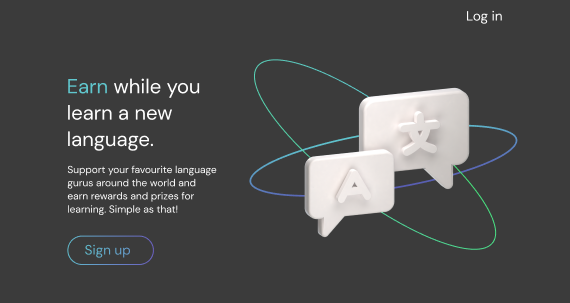 Log in
Earn while you
learn a new
language.
Support your favourite language
gurus around the world and
earn rewards and prizes for
learning. Simple as that!
Sign up
文
A